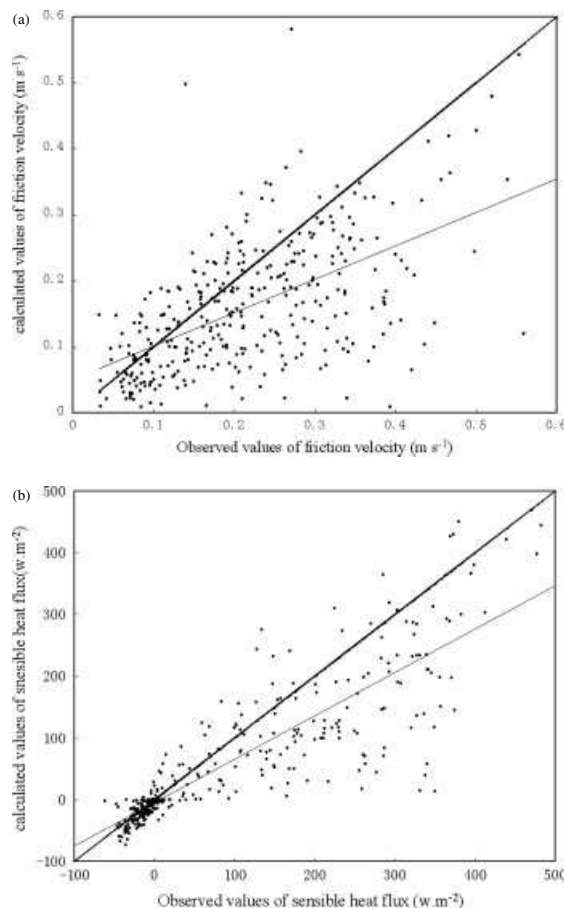 (a)
0.6
0.5
0.4
0.3
0.2
0.1
0
calculated values of friction velocity (m s-1)
0 0.1 0.2 0.3 0.4 0.5 0.6
Observed values of friction velocity (m s-1)
(b)
500
400
300
200
100
0
-100
calculated values of snesible heat flux(w.m-2)
-100 0 100 200 300 400 500
Observed values of sensible heat flux (w.m-2)